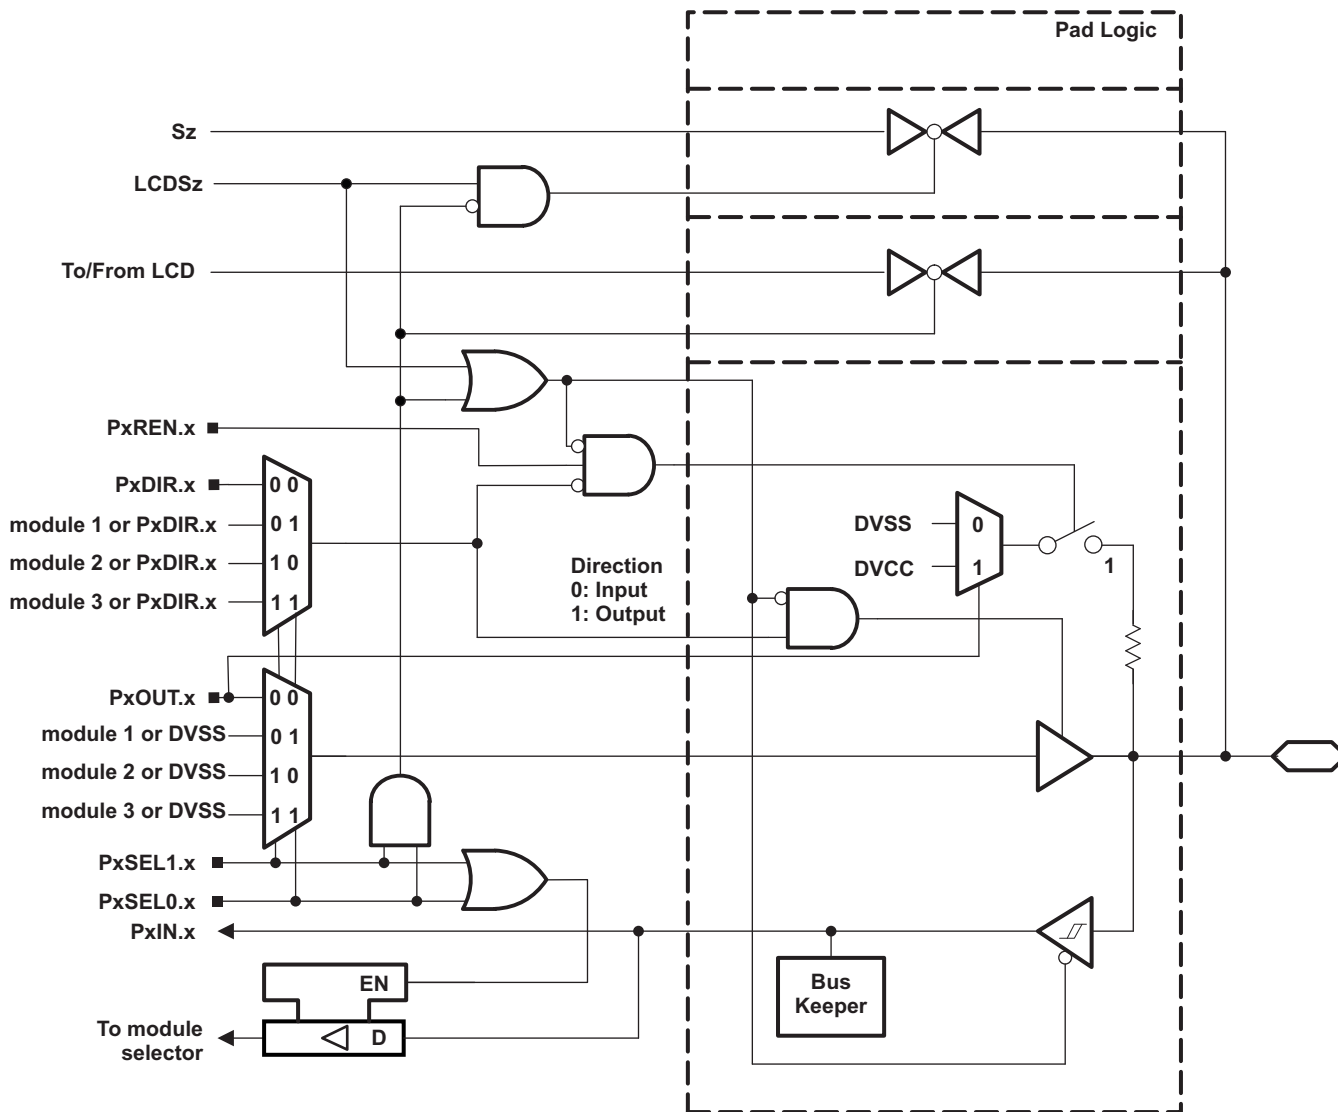 Pad Logic
Sz
LCDSz
To/From LCD
PxREN.x
PxDIR.x
0 0
module 1 or PxDIR.x
0 1
module 2 or PxDIR.x
1 0
module 3 or PxDIR.x
1 1
Direction
0: Input
1: Output
DVSS
0
DVCC
1
1
PxOUT.x
0 0
module 1 or DVSS
0 1
module 2 or DVSS
1 0
module 3 or DVSS
1 1
PxSEL1.x
PxSEL0.x
PxIN.x
Bus
Keeper
EN
D
To module
selector